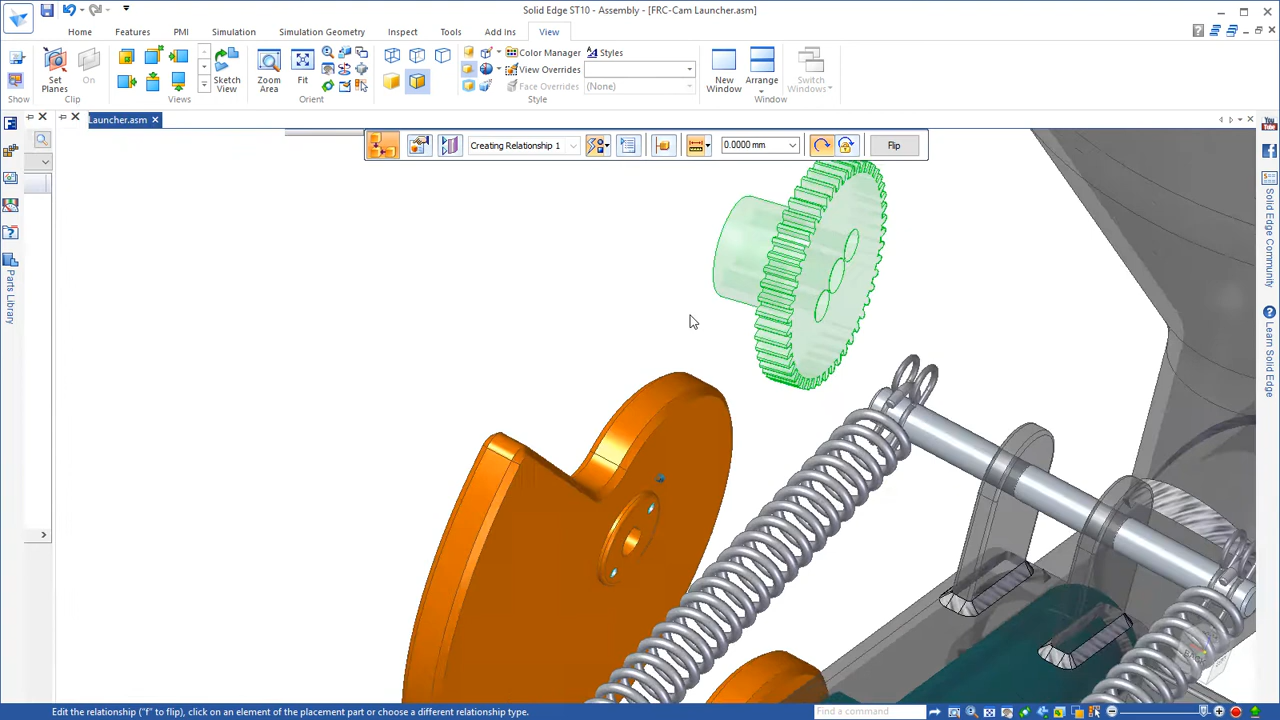 Solid Edge ST10 - Assembly - [FRC-Cam Launcher.asm]
Home
Features
PMI
Simulation
Simulation Geometry
Inspect
Tools
Add Ins
View
Set Planes
On
Sketch View
Zoom Area
Fit
Color Manager
Styles
View Overrides
Face Overrides
(None)
New Window
Arrange
Switch Windows
Show
Clip
Views
Orient
Style
Window
Launcher.asm
Creating Relationship 1
0.0000 mm
Flip
Parts Library
You Tube
Solid Edge Community
Learn Solid Edge
Edit the relationship ("f" to flip), click on an element of the placement part or choose a different relationship type.
Find a command